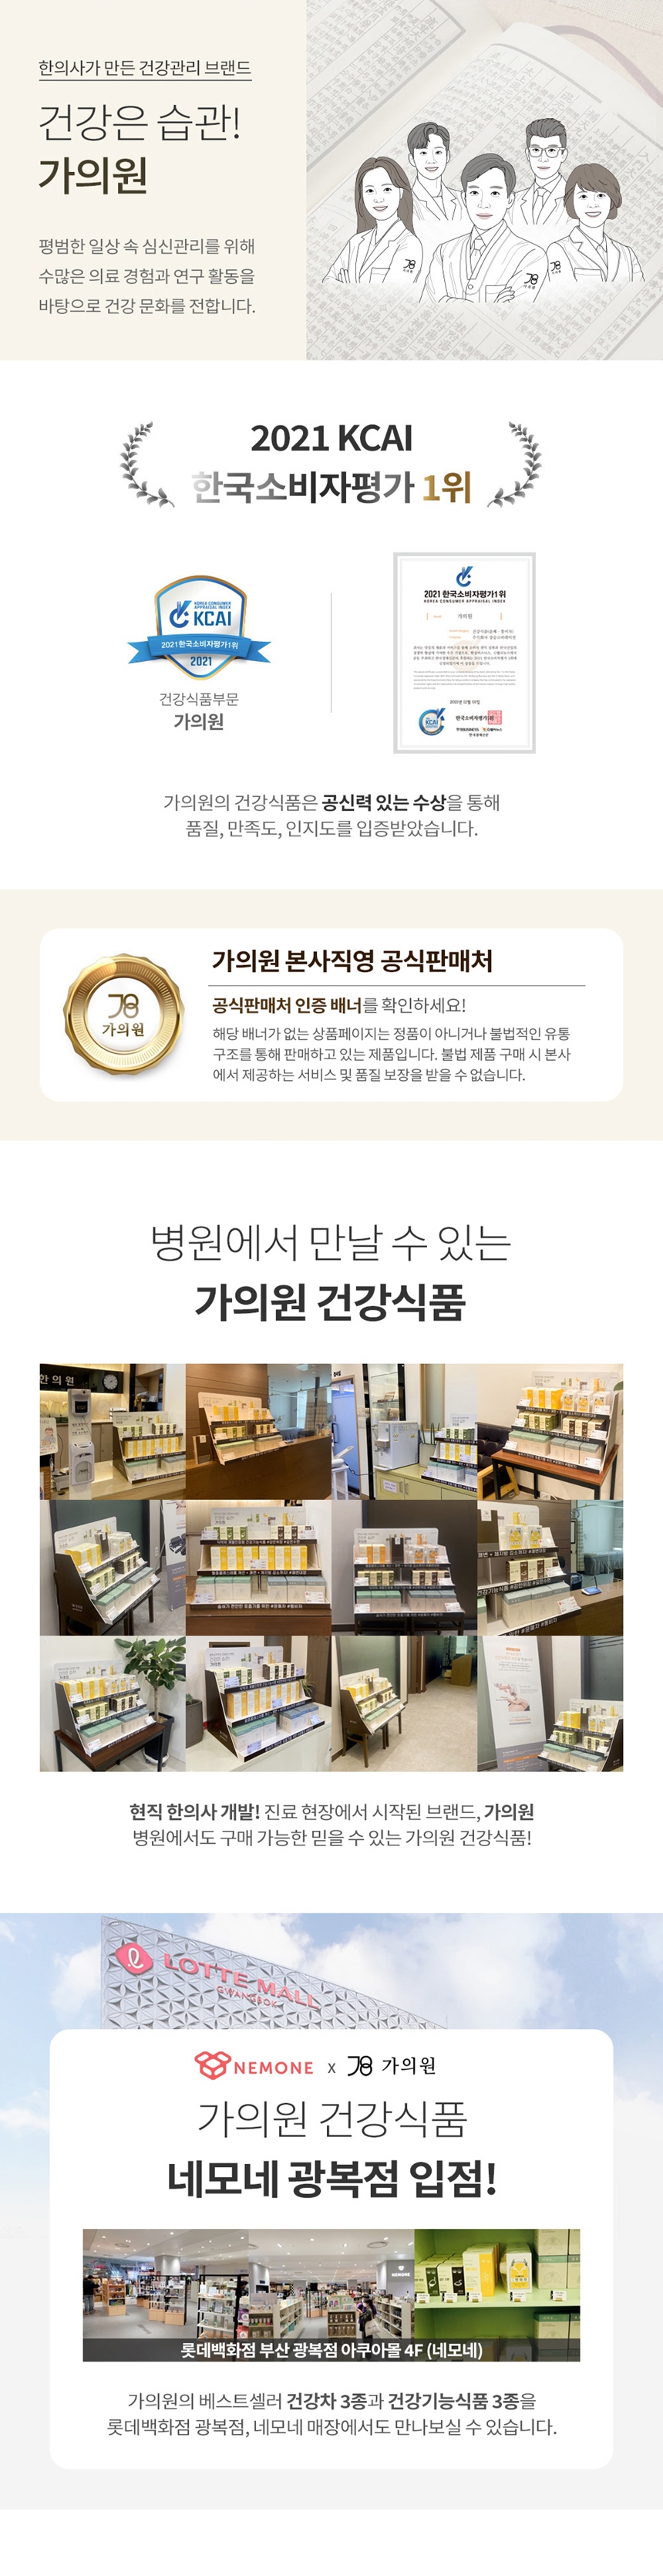 한의사가 만든 건강관리 브랜드
건강은 습관!
가의원
평범한 일상 속 심신관리를 위해
수많은 의료 경험과 연구 활동을
바탕으로 건강 문화를 전합니다.
2021 KCAI
한국소비자평가 1위
KOREA CONSUMER
APPRAISAL INDEX
KCAI
2021한국소비자평가1위
2021
건강식품부문
가의원
2021 한국소비자평가1위
KOREA CONSUMER APPRAISAL INDEX
가의원
가의원의 건강식품은 공신력 있는 수상을 통해
품질, 만족도, 인지도를 입증받았습니다.
가의원
가의원 본사직영 공식판매처
공식판매처 인증 배너를 확인하세요!
해당 배너가 없는 상품페이지는 정품이 아니거나 불법적인 유통
구조를 통해 판매하고 있는 제품입니다. 불법 제품 구매 시 본사
에서 제공하는 서비스 및 품질 보장을 받을 수 없습니다.
병원에서 만날 수 있는
가의원 건강식품
한의원
현직 한의사 개발! 진료 현장에서 시작된 브랜드, 가의원
병원에서도 구매 가능한 믿을 수 있는 가의원 건강식품!
LOTTE MALL
GWANGBOK
NEMONE x 가의원
가의원 건강식품
네모네 광복점 입점!
NEMONE
롯데백화점 부산 광복점 아쿠아몰 4F (네모네)
가의원의 베스트셀러 건강차 3종과 건강기능식품 3종을
롯데백화점 광복점, 네모네 매장에서도 만나보실 수 있습니다.